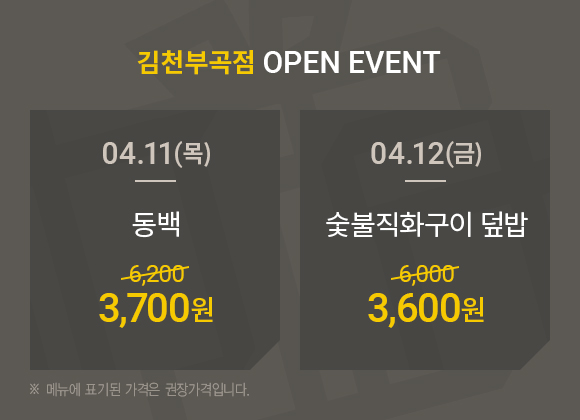 김천부곡점 OPEN EVENT
04.11(목)
동백
6,200
3,700원
04.12(금)
숯불직화구이 덮밥
6,000
3,600원
※ 메뉴에 표기된 가격은 권장가격입니다.